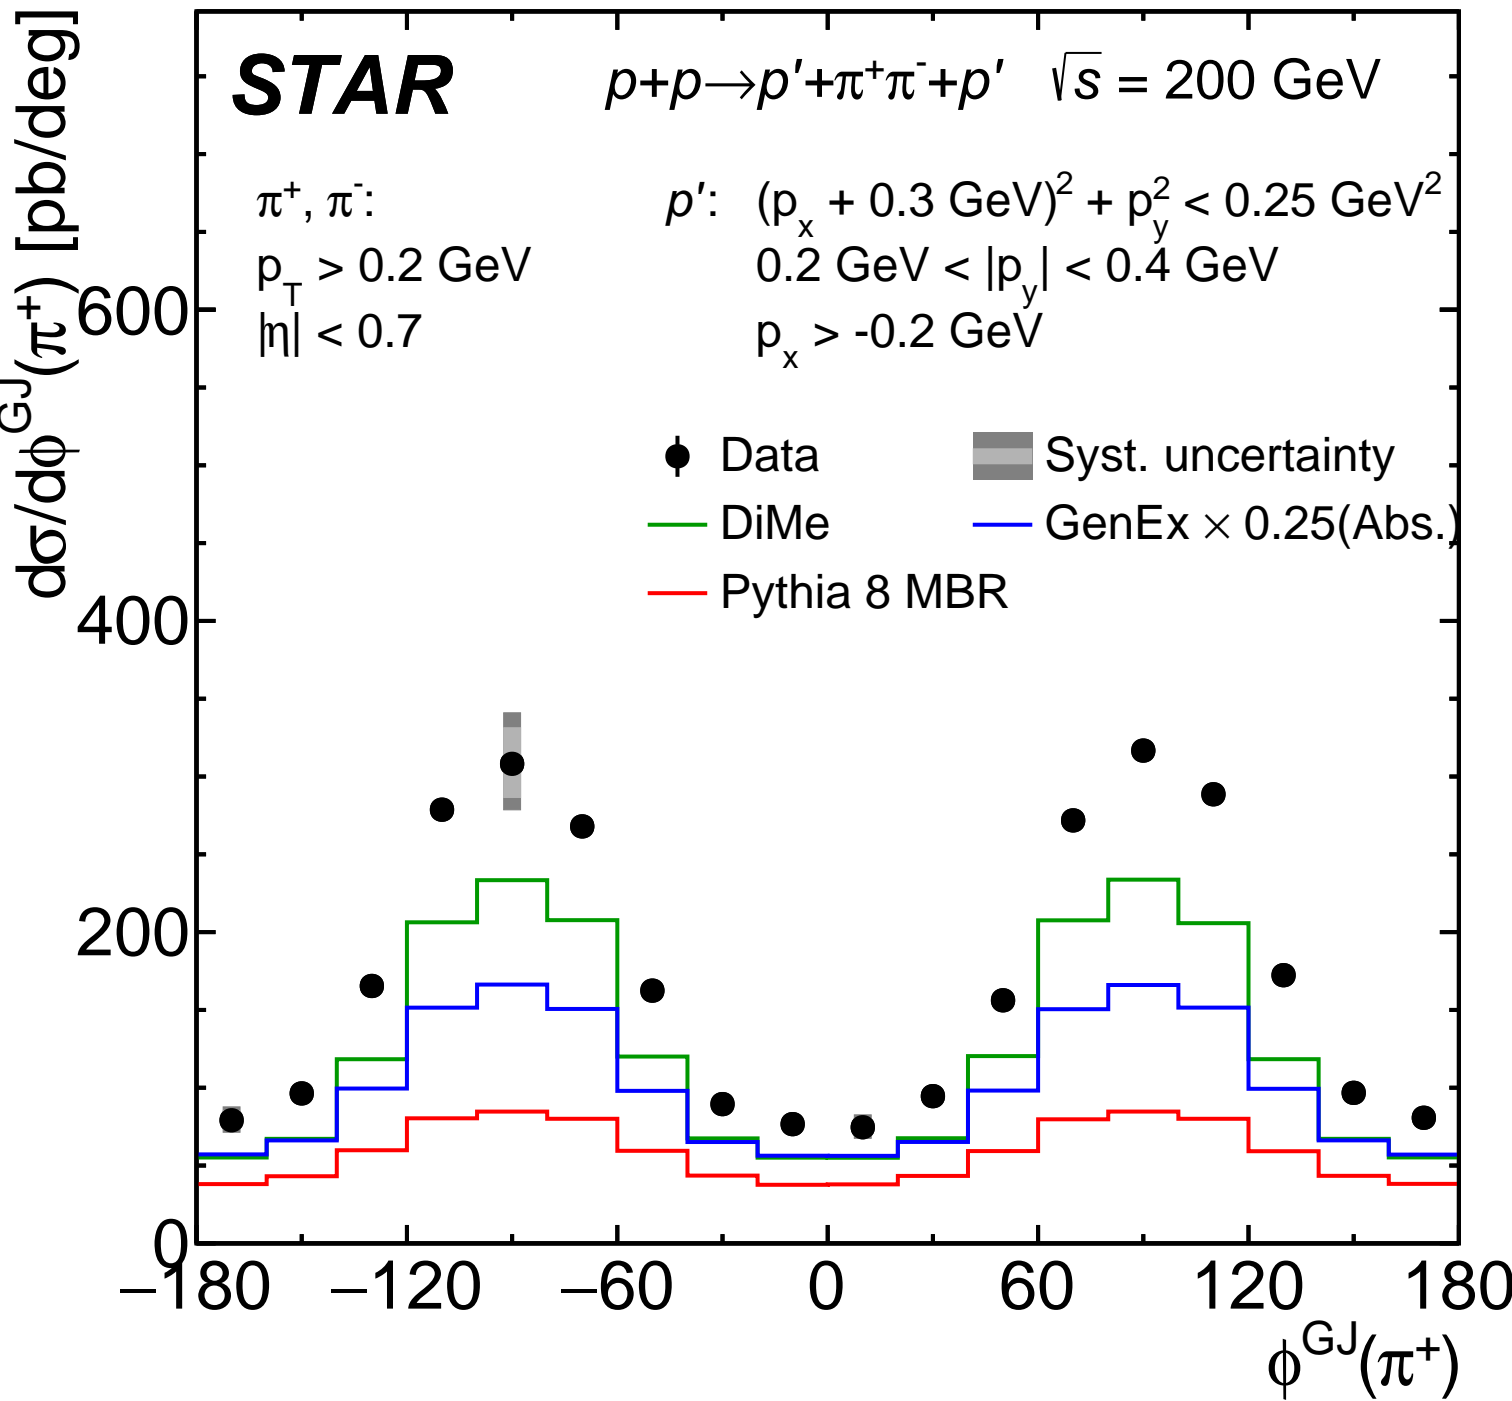 STAR p+p→p′+π⁺π⁻+p′ √s = 200 GeV
π⁺, π⁻: p′: (pₓ + 0.3 GeV)² + p_y² < 0.25 GeV²
p_T > 0.2 GeV 0.2 GeV < |p_y| < 0.4 GeV
|η| < 0.7 pₓ > -0.2 GeV
Data Syst. uncertainty
DiMe GenEx × 0.25(Abs.)
Pythia 8 MBR
dσ/dϕ^GJ(π⁺) [pb/deg]
600
400
200
0
−180 −120 −60 0 60 120 180
ϕ^GJ(π⁺)